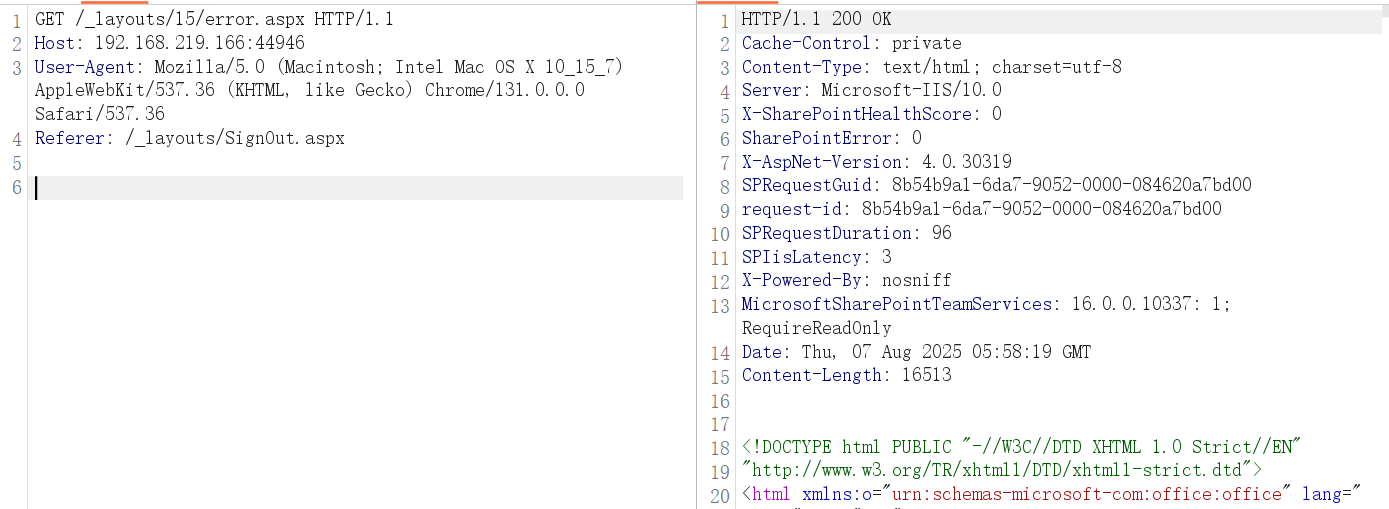 1 GET /_layouts/15/error.aspx HTTP/1.1
2 Host: 192.168.219.166:44946
3 User-Agent: Mozilla/5.0 (Macintosh; Intel Mac OS X 10_15_7)
AppleWebKit/537.36 (KHTML, like Gecko) Chrome/131.0.0.0
Safari/537.36
4 Referer: /_layouts/SignOut.aspx
5
6
1 HTTP/1.1 200 OK
2 Cache-Control: private
3 Content-Type: text/html; charset=utf-8
4 Server: Microsoft-IIS/10.0
5 X-SharePointHealthScore: 0
6 SharePointError: 0
7 X-AspNet-Version: 4.0.30319
8 SPRequestGuid: 8b54b9a1-6da7-9052-0000-084620a7bd00
9 request-id: 8b54b9a1-6da7-9052-0000-084620a7bd00
10 SPRequestDuration: 96
11 SPIisLatency: 3
12 X-Powered-By: nosniff
13 MicrosoftSharePointTeamServices: 16.0.0.10337: 1;
RequireReadOnly
14 Date: Thu, 07 Aug 2025 05:58:19 GMT
15 Content-Length: 16513
16
17
18 <!DOCTYPE html PUBLIC "-//W3C//DTD XHTML 1.0 Strict//EN"
19 "http://www.w3.org/TR/xhtml1/DTD/xhtml1-strict.dtd">
20 <html xmlns:o="urn:schemas-microsoft-com:office:office" lang="